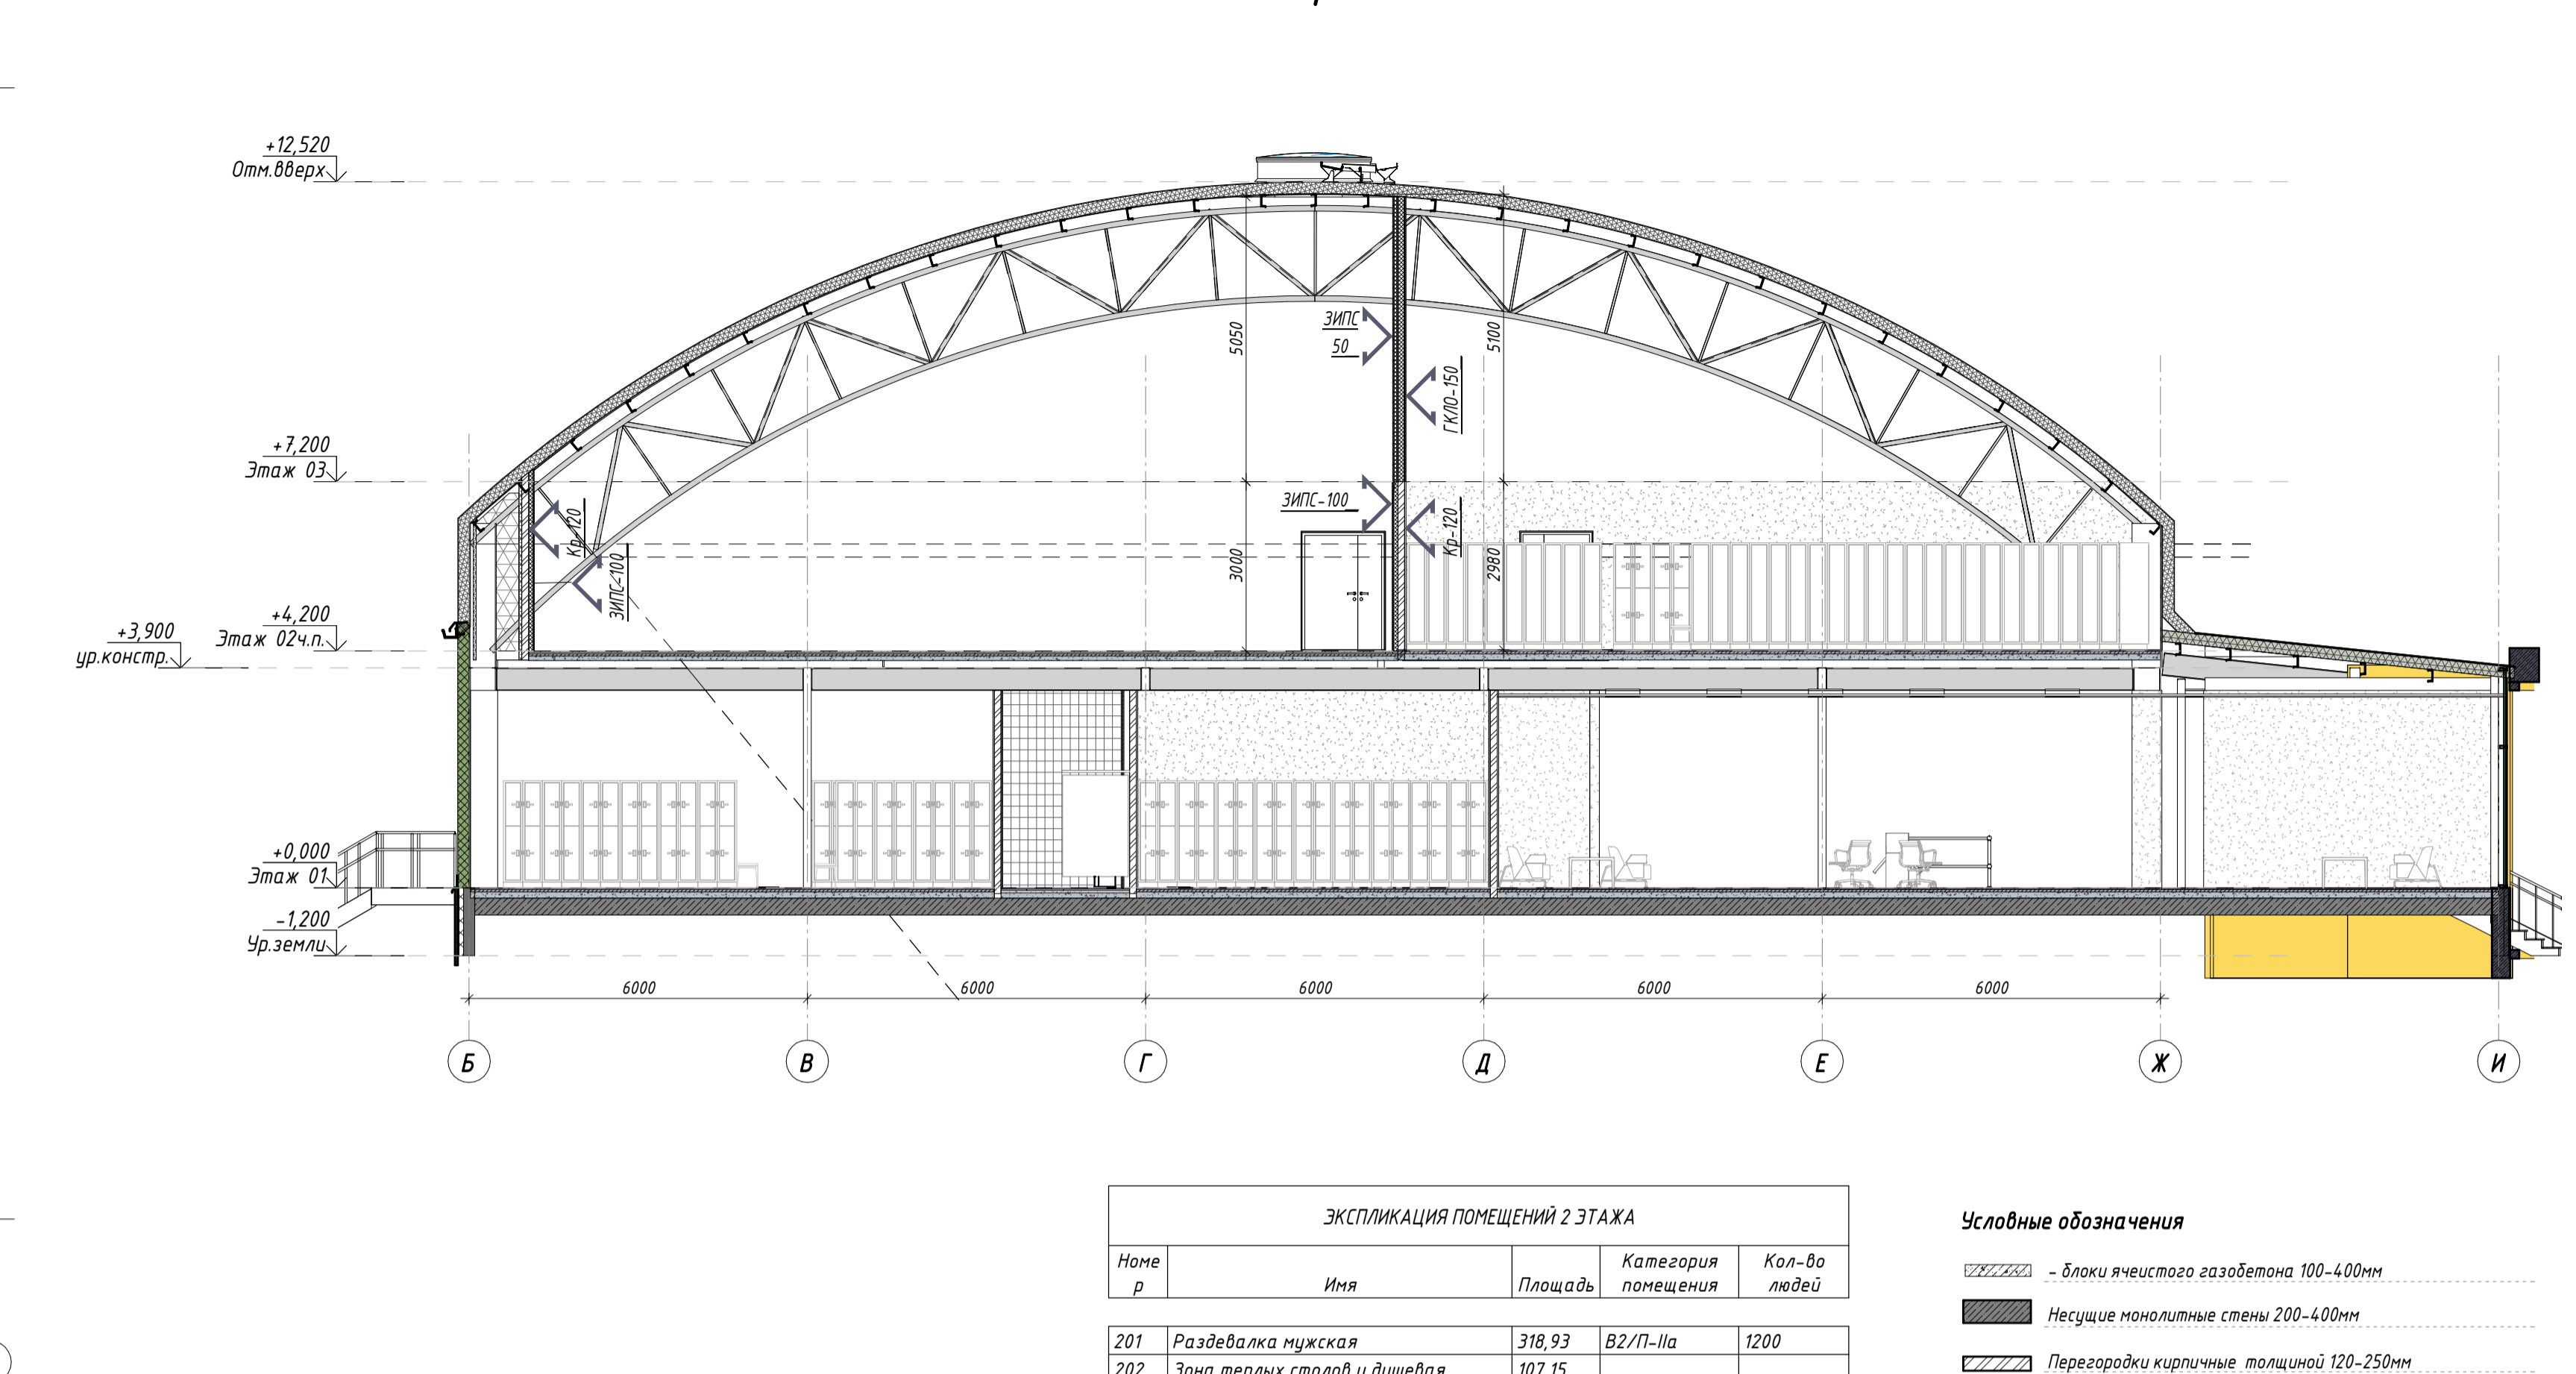 +12,520
Отм.вверх
ЗИПС
50
5050
5100
ГКЛО-150
+7,200
Этаж 03
ЗИПС-100
Кр-120
Кр-120
ЗИПС-100
3000
2980
+4,200
Этаж 02ч.п.
+3,900
ур.констр.
+0,000
Этаж 01
-1,200
Ур.земли
6000 6000 6000 6000 6000
Б В Г Д Е Ж И
ЭКСПЛИКАЦИЯ ПОМЕЩЕНИЙ 2 ЭТАЖА
Номе
р
Имя
Площадь
Категория
помещения
Кол-во
людей
201 Раздевалка мужская 318,93 В2/П-IIа 1200
202 Зона теплых столов и душевая 107,15
Условные обозначения
- блоки ячеистого газобетона 100-400мм
Несущие монолитные стены 200-400мм
Перегородки кирпичные толщиной 120-250мм